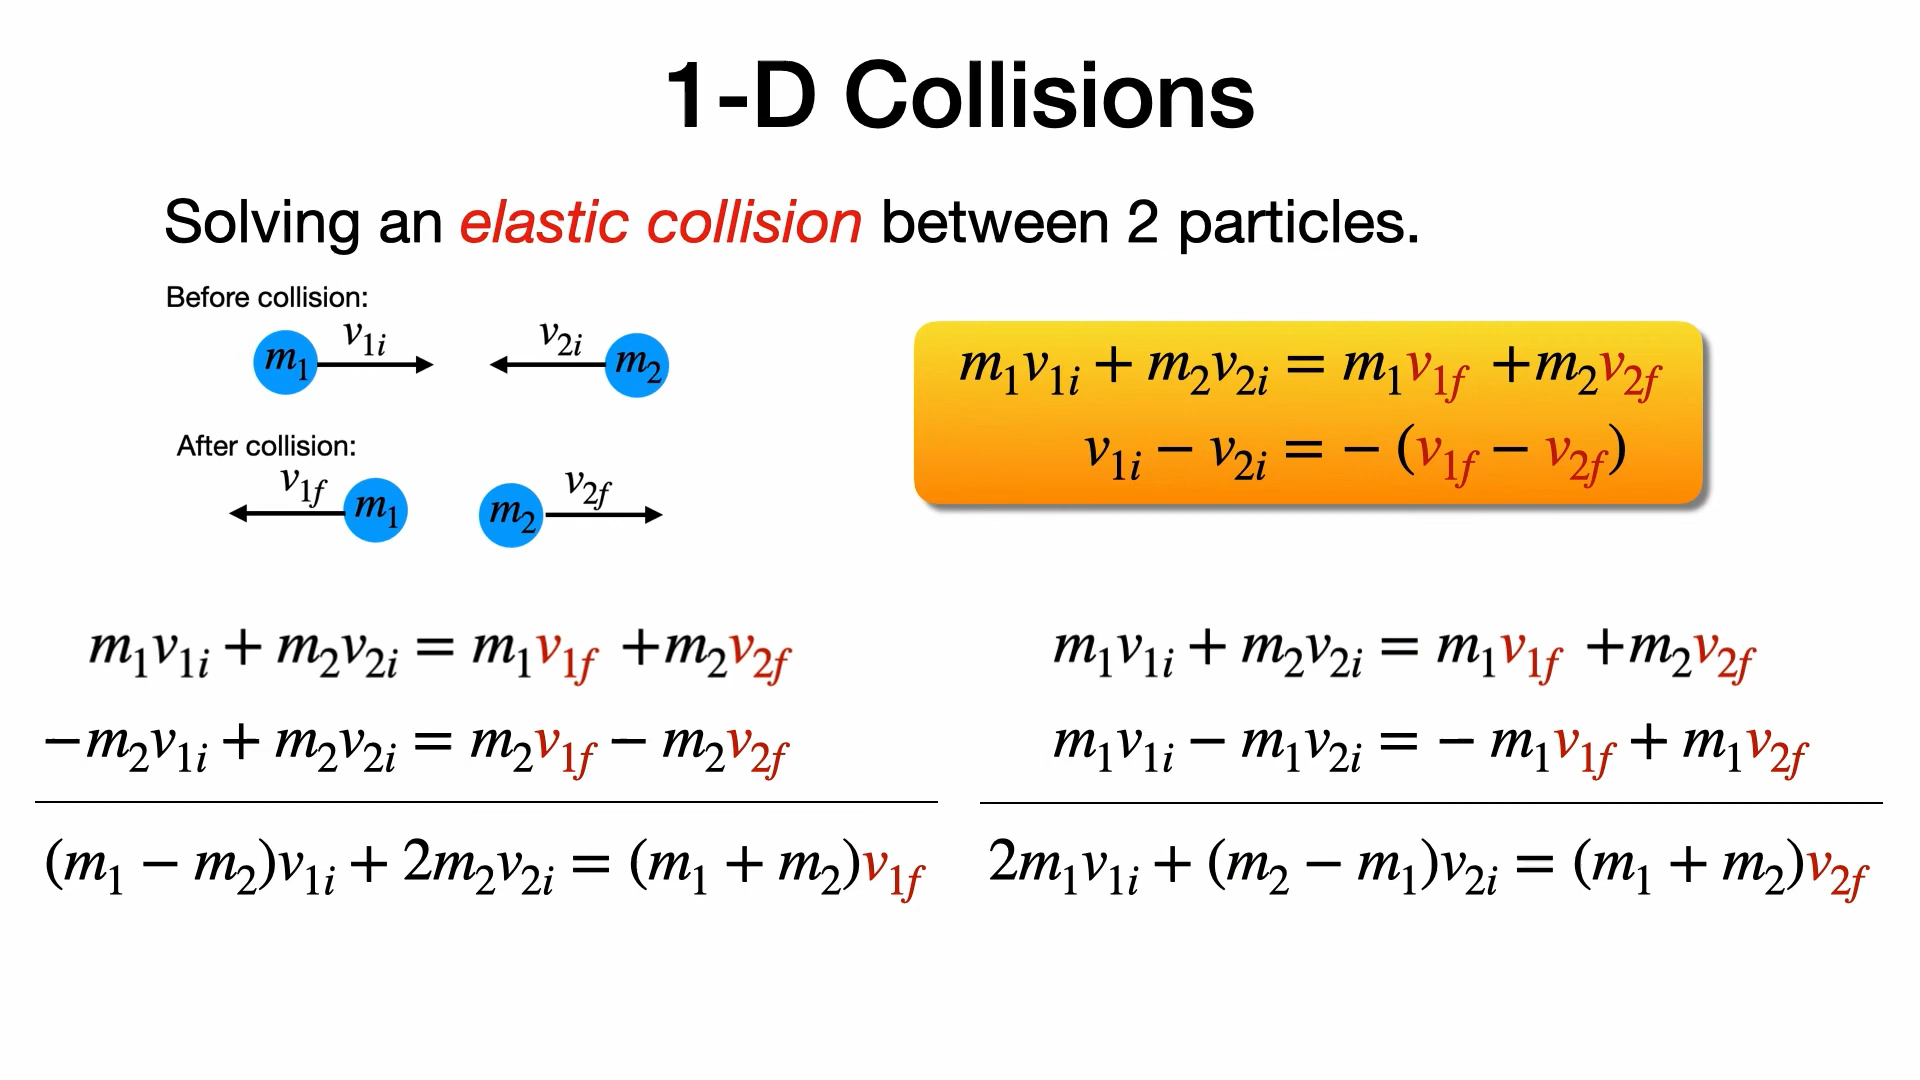 1-D Collisions
Solving an elastic collision between 2 particles.
Before collision:
m₁ v₁ᵢ v₂ᵢ m₂
After collision:
v₁f m₁ m₂ v₂f
m₁v₁ᵢ + m₂v₂ᵢ = m₁v₁f +m₂v₂f
v₁ᵢ − v₂ᵢ = − (v₁f − v₂f)
m₁v₁ᵢ + m₂v₂ᵢ = m₁v₁f +m₂v₂f
−m₂v₁ᵢ + m₂v₂ᵢ = m₂v₁f − m₂v₂f
(m₁ − m₂)v₁ᵢ + 2m₂v₂ᵢ = (m₁ + m₂)v₁f
m₁v₁ᵢ + m₂v₂ᵢ = m₁v₁f +m₂v₂f
m₁v₁ᵢ − m₁v₂ᵢ = − m₁v₁f + m₁v₂f
2m₁v₁ᵢ + (m₂ − m₁)v₂ᵢ = (m₁ + m₂)v₂f